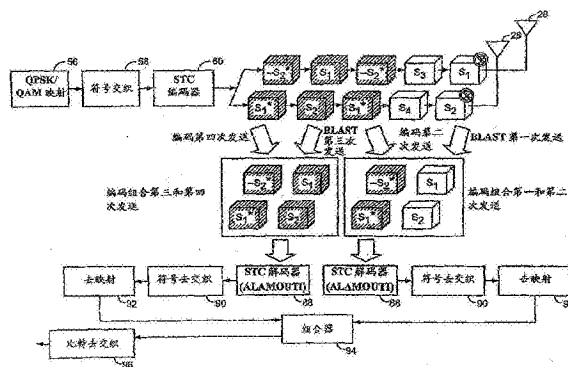 28
28
56
58
60
QPSK/
QAM 映射
符号交织
STC
编码器
-S₂*
S₁
-S₂*
S₃
S₁
S₁*
S₂
S₁*
S₄
S₂
编码第四次发送
BLAST
第三次
发送
编码第二
次发送
BLAST 第一次发送
-S₂*
S₁
-S₂*
S₁
编码组合第三和第四
次发送
S₁*
S₂
S₁*
S₂
编码组合第一和第二
次发送
去映射
符号去交织
STC 解码器
(ALAMOUTI)
STC 解码器
(ALAMOUTI)
符号去交织
去映射
92
90
88
88
90
组合器
94
比特去交织
96